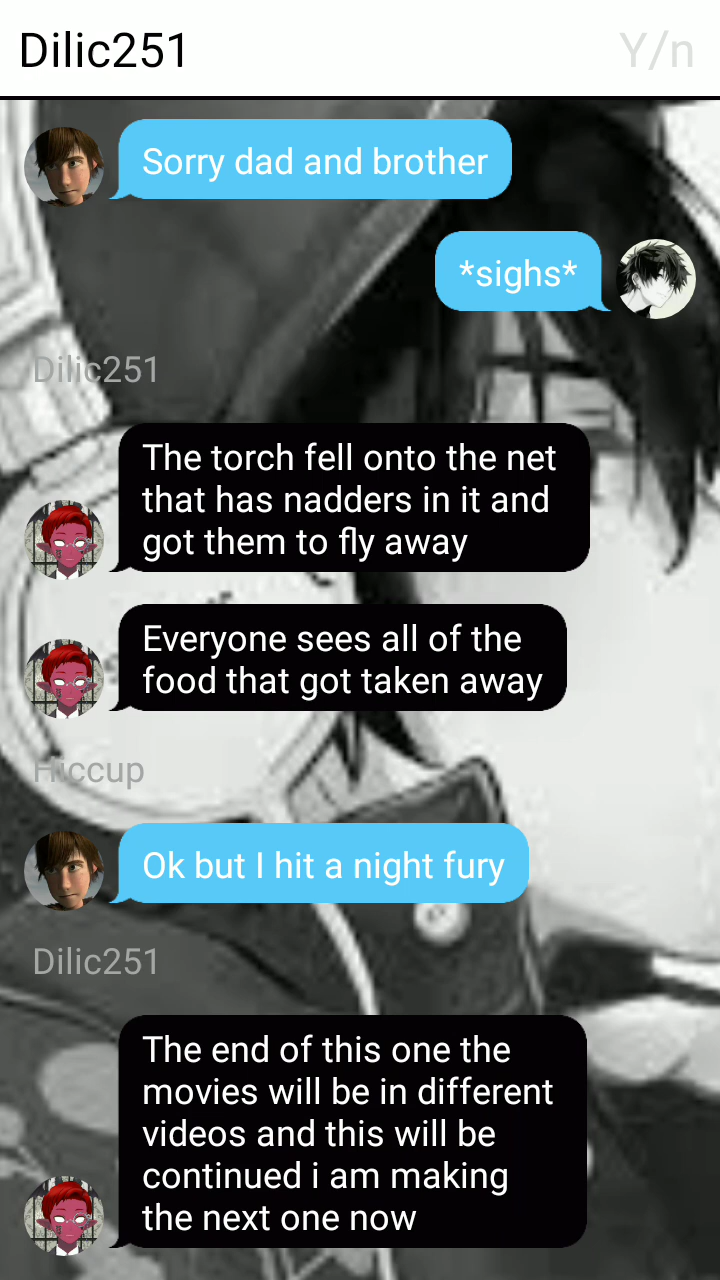 Dilic251
Y/n
Sorry dad and brother
*sighs*
Dilic251
The torch fell onto the net
that has nadders in it and
got them to fly away
Everyone sees all of the
food that got taken away
Hiccup
Ok but I hit a night fury
Dilic251
The end of this one the
movies will be in different
videos and this will be
continued i am making
the next one now